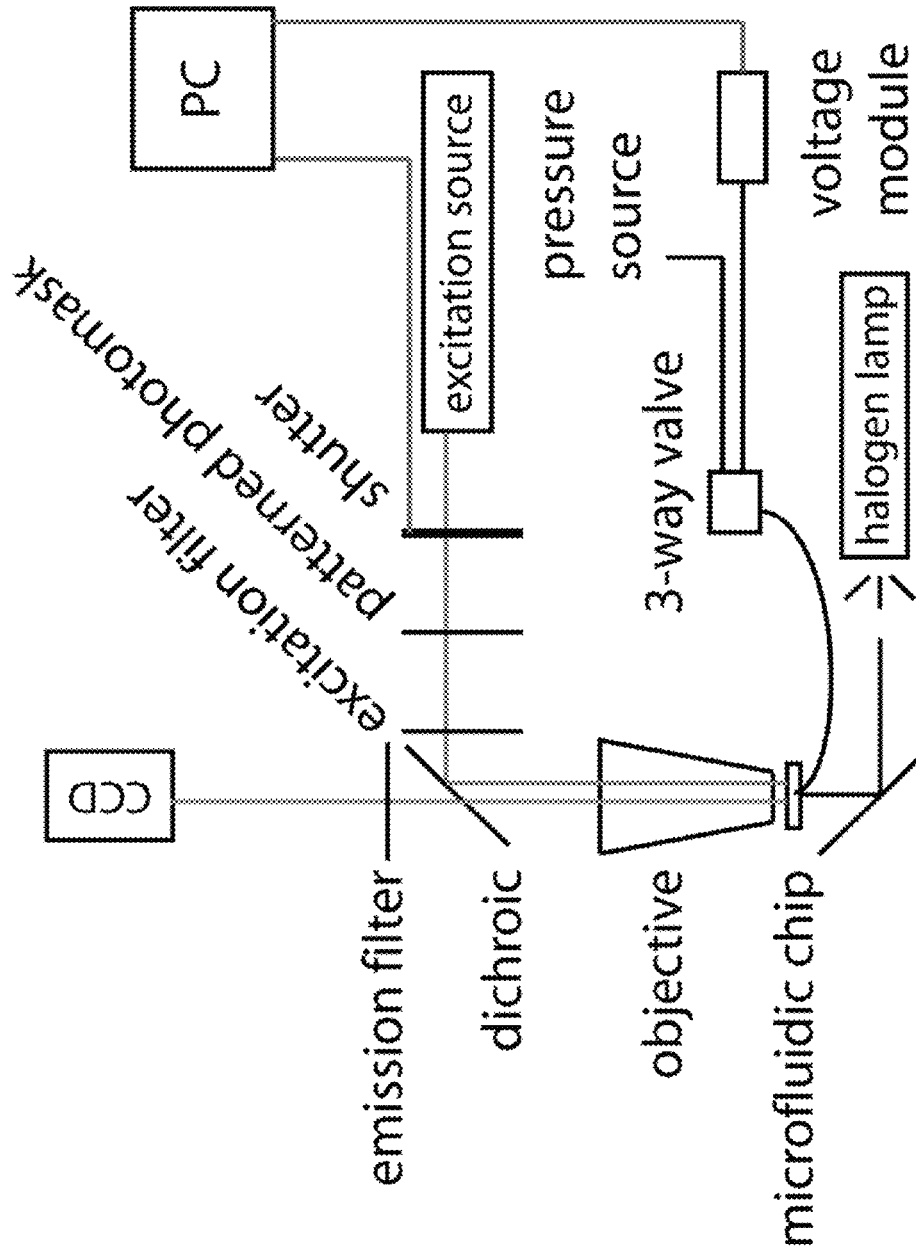 PC
excitation source
pressure
source
voltage
module
patterned photomask
shutter
excitation filter
3-way valve
halogen lamp
CCD
emission filter
dichroic
objective
microfluidic chip